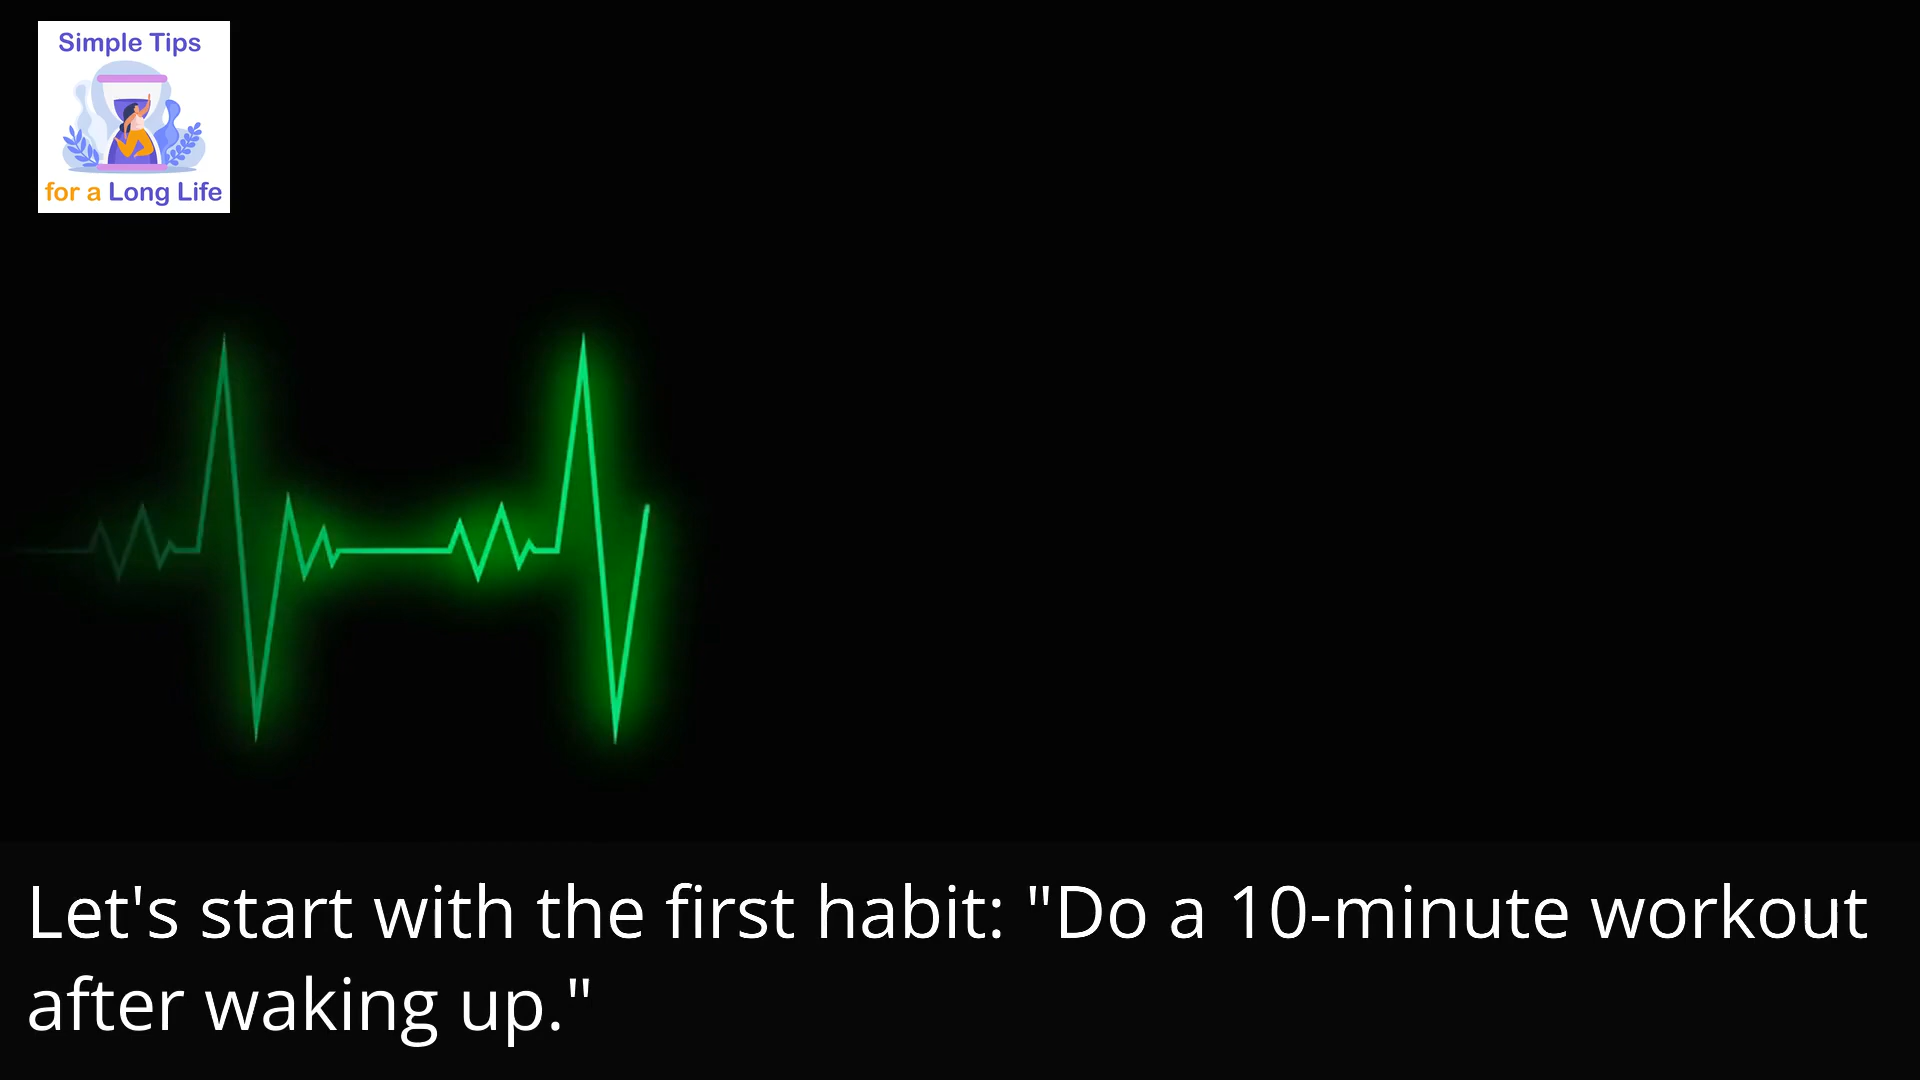 Simple Tips
for a Long Life
Let's start with the first habit: "Do a 10-minute workout
after waking up."